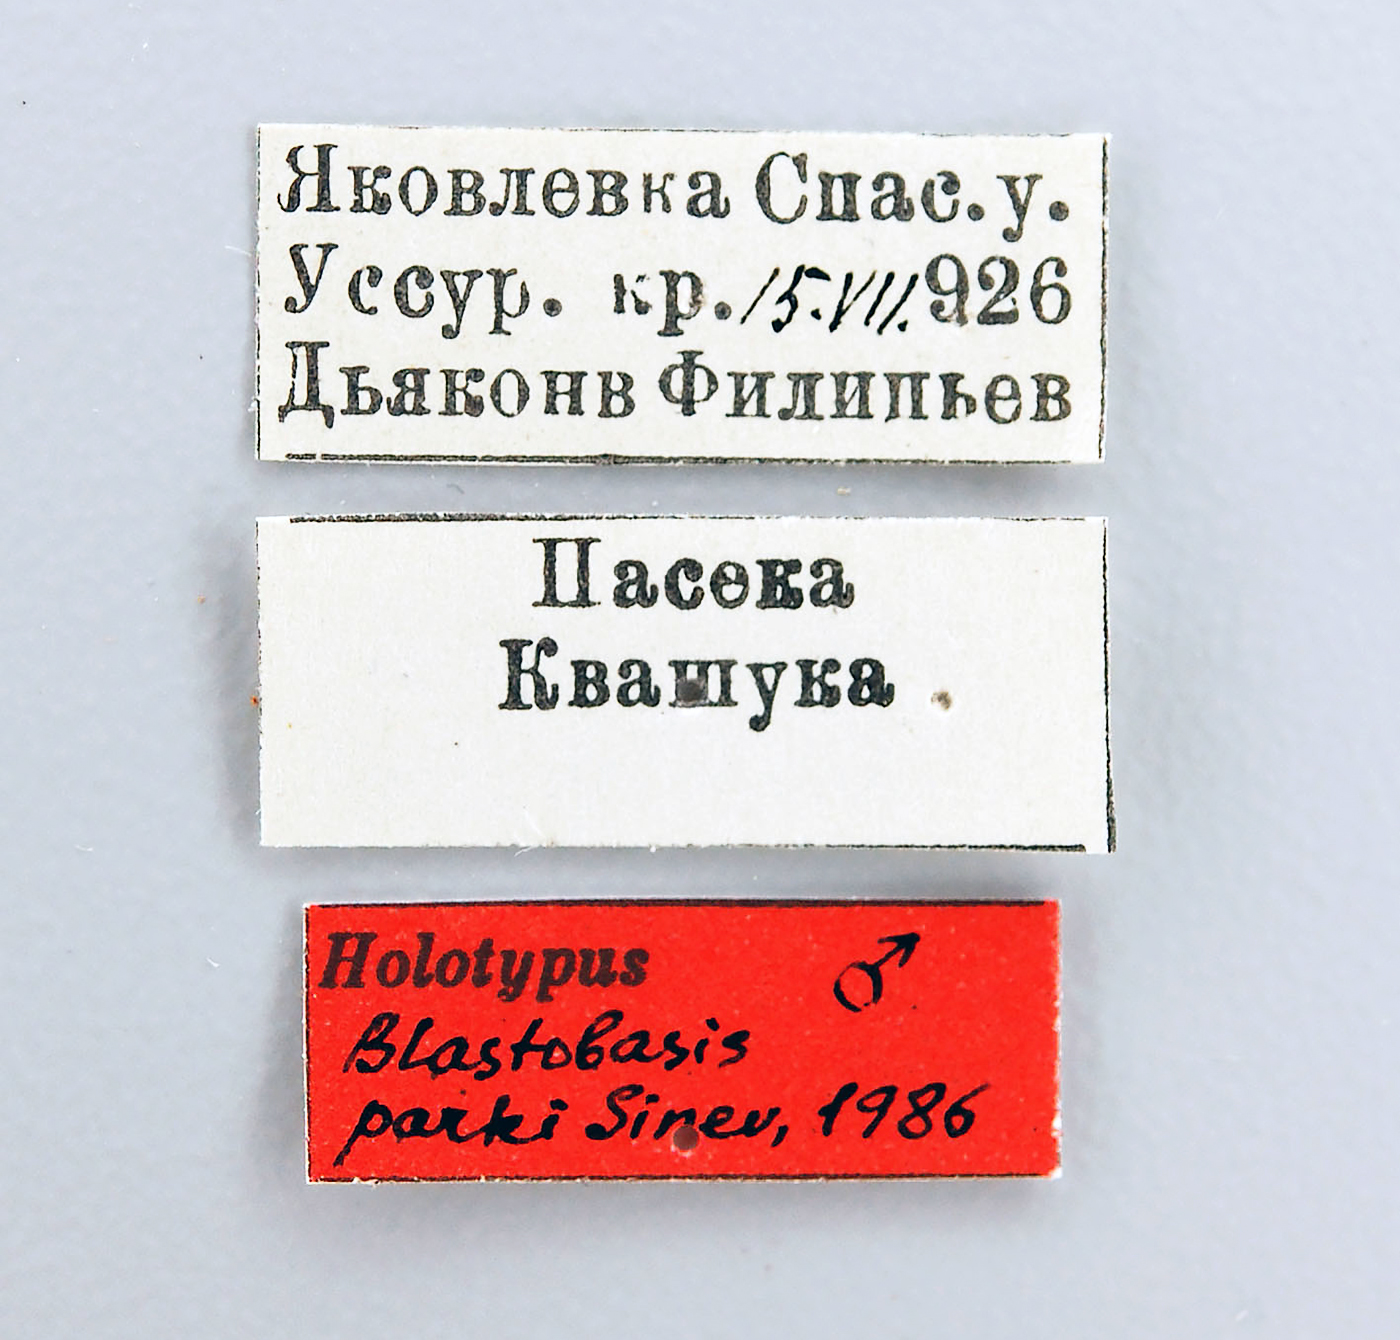 Яковлевка Спас. у.
Уссур. кр. 15.VII. 926
Дьяконв Филипьев
Пасека
Квашука
Holotypus ♂
Blastobasis
parki Sinev, 1986